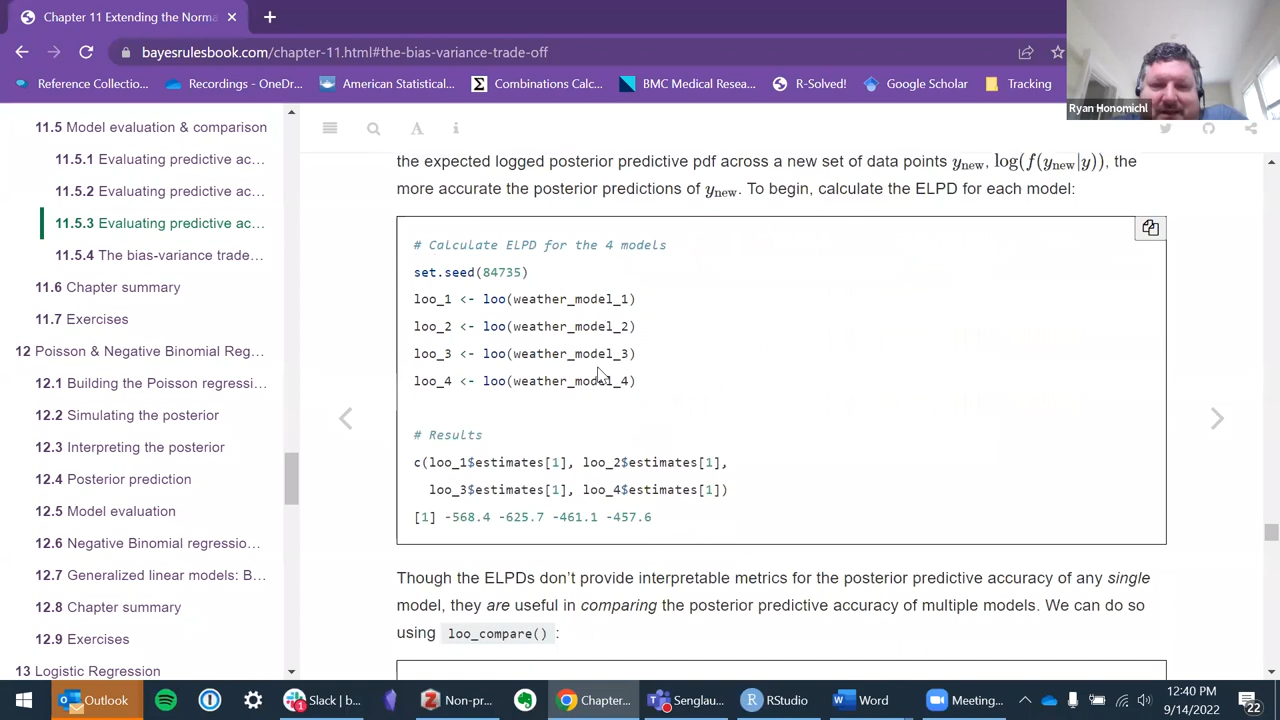 Chapter 11 Extending the Norma
bayesrulesbook.com/chapter-11.html#the-bias-variance-trade-off
Reference Collection...
Recordings - OneDr...
American Statistical...
Combinations Calc...
BMC Medical Resea...
R-Solved!
Google Scholar
Tracking
Ryan Honomichl
11.5 Model evaluation & comparison
11.5.1 Evaluating predictive ac...
11.5.2 Evaluating predictive ac...
11.5.3 Evaluating predictive ac...
11.5.4 The bias-variance trade...
11.6 Chapter summary
11.7 Exercises
12 Poisson & Negative Binomial Reg...
12.1 Building the Poisson regressi...
12.2 Simulating the posterior
12.3 Interpreting the posterior
12.4 Posterior prediction
12.5 Model evaluation
12.6 Negative Binomial regressio...
12.7 Generalized linear models: B...
12.8 Chapter summary
12.9 Exercises
13 Logistic Regression
the expected logged posterior predictive pdf across a new set of data points y_new, log(f(y_new|y)), the
more accurate the posterior predictions of y_new. To begin, calculate the ELPD for each model:
# Calculate ELPD for the 4 models
set.seed(84735)
loo_1 <- loo(weather_model_1)
loo_2 <- loo(weather_model_2)
loo_3 <- loo(weather_model_3)
loo_4 <- loo(weather_model_4)
# Results
c(loo_1$estimates[1], loo_2$estimates[1],
loo_3$estimates[1], loo_4$estimates[1])
[1] -568.4 -625.7 -461.1 -457.6
Though the ELPDs don't provide interpretable metrics for the posterior predictive accuracy of any single
model, they are useful in comparing the posterior predictive accuracy of multiple models. We can do so
using loo_compare() :
Outlook
Slack | b...
Non-pr...
Chapter...
Senglau...
RStudio
Word
Meeting...
12:40 PM
9/14/2022
22